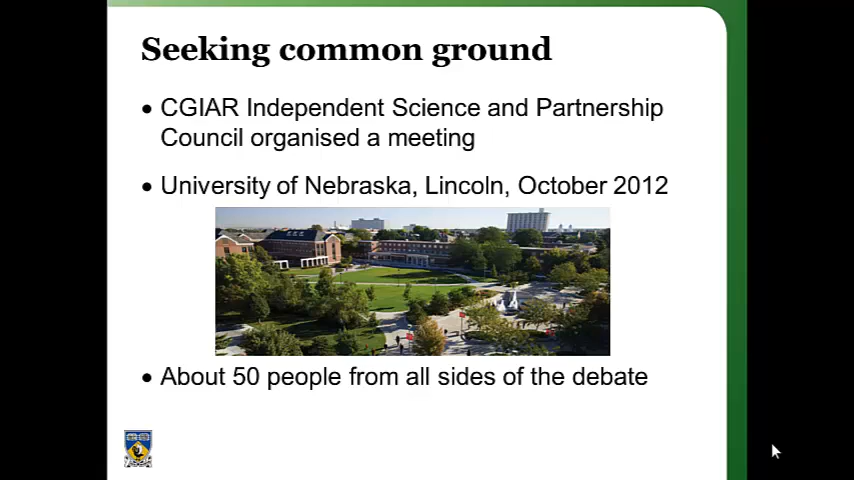 Seeking common ground
• CGIAR Independent Science and Partnership
Council organised a meeting
• University of Nebraska, Lincoln, October 2012
• About 50 people from all sides of the debate